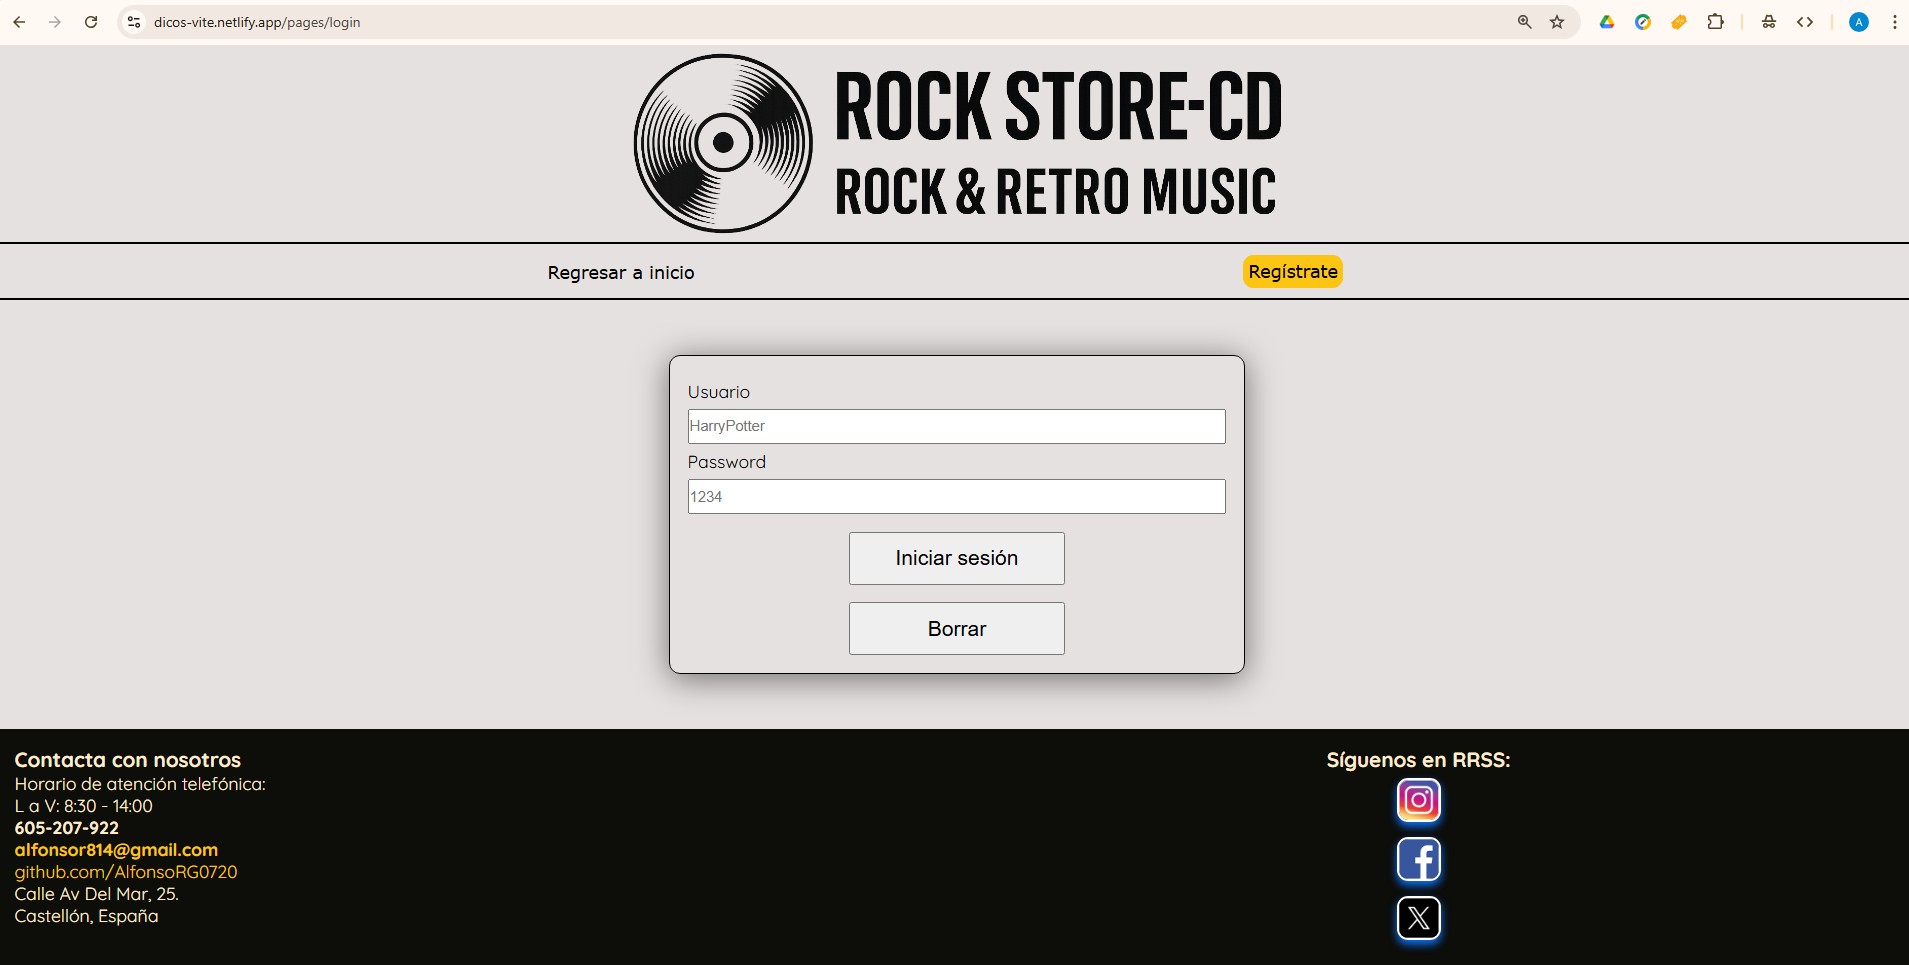 dicos-vite.netlify.app/pages/login
A
ROCK STORE-CD
ROCK & RETRO MUSIC
Regresar a inicio
Regístrate
Usuario
HarryPotter
Password
1234
Iniciar sesión
Borrar
Contacta con nosotros
Horario de atención telefónica:
L a V: 8:30 - 14:00
605-207-922
alfonsor814@gmail.com
github.com/AlfonsoRG0720
Calle Av Del Mar, 25.
Castellón, España
Síguenos en RRSS: